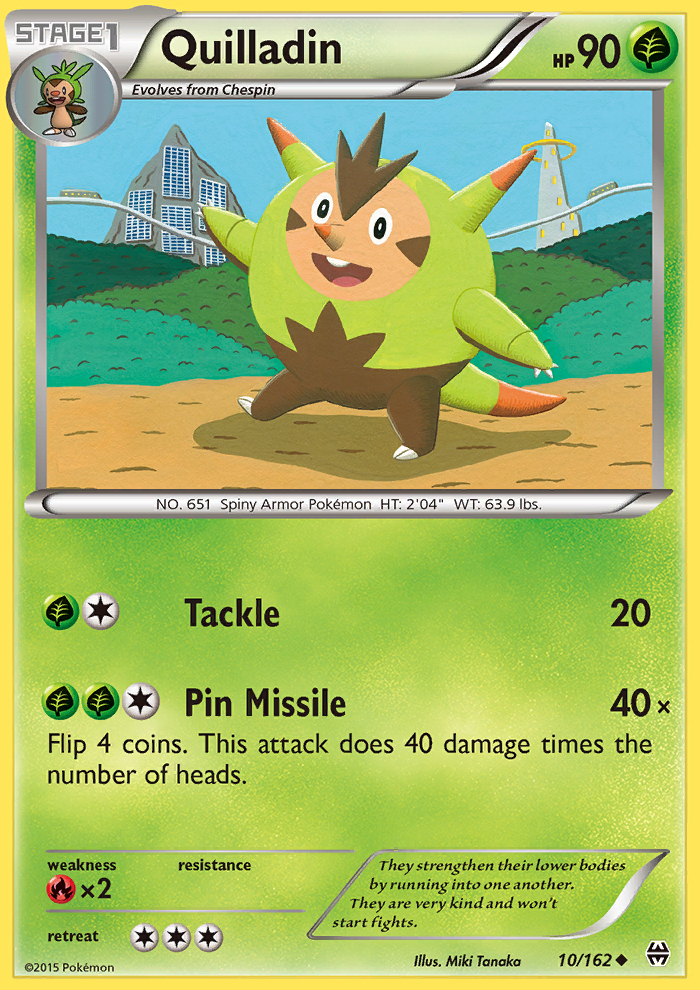 STAGE1
Quilladin
HP90
Evolves from Chespin
NO. 651 Spiny Armor Pokémon HT: 2'04" WT: 63.9 lbs.
Tackle 20
Pin Missile 40×
Flip 4 coins. This attack does 40 damage times the
number of heads.
weakness resistance
×2
retreat
They strengthen their lower bodies
by running into one another.
They are very kind and won't
start fights.
©2015 Pokémon
Illus. Miki Tanaka
10/162